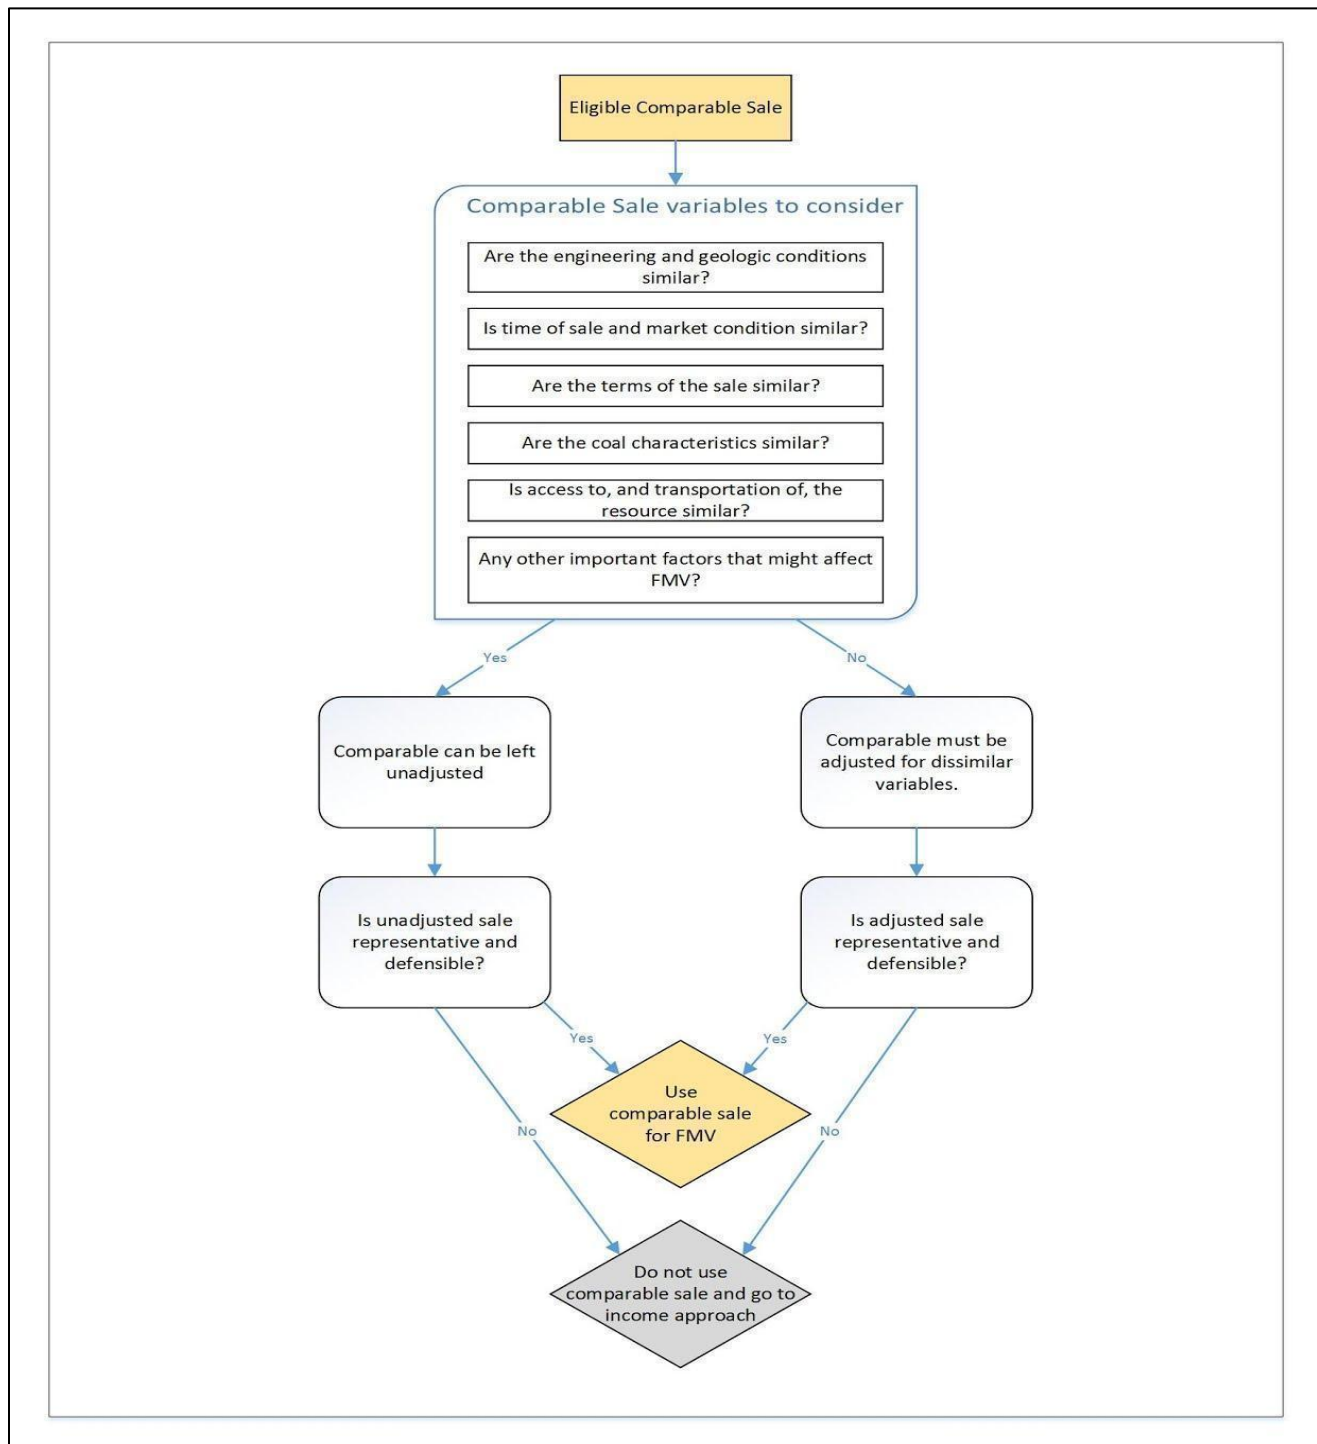 Eligible Comparable Sale
Comparable Sale variables to consider
Are the engineering and geologic conditions
similar?
Is time of sale and market condition similar?
Are the terms of the sale similar?
Are the coal characteristics similar?
Is access to, and transportation of, the
resource similar?
Any other important factors that might affect
FMV?
Yes
No
Comparable can be left
unadjusted
Comparable must be
adjusted for dissimilar
variables.
Is unadjusted sale
representative and
defensible?
Is adjusted sale
representative and
defensible?
Yes
Yes
Use
comparable sale
for FMV
No
No
Do not use
comparable sale and go to
income approach